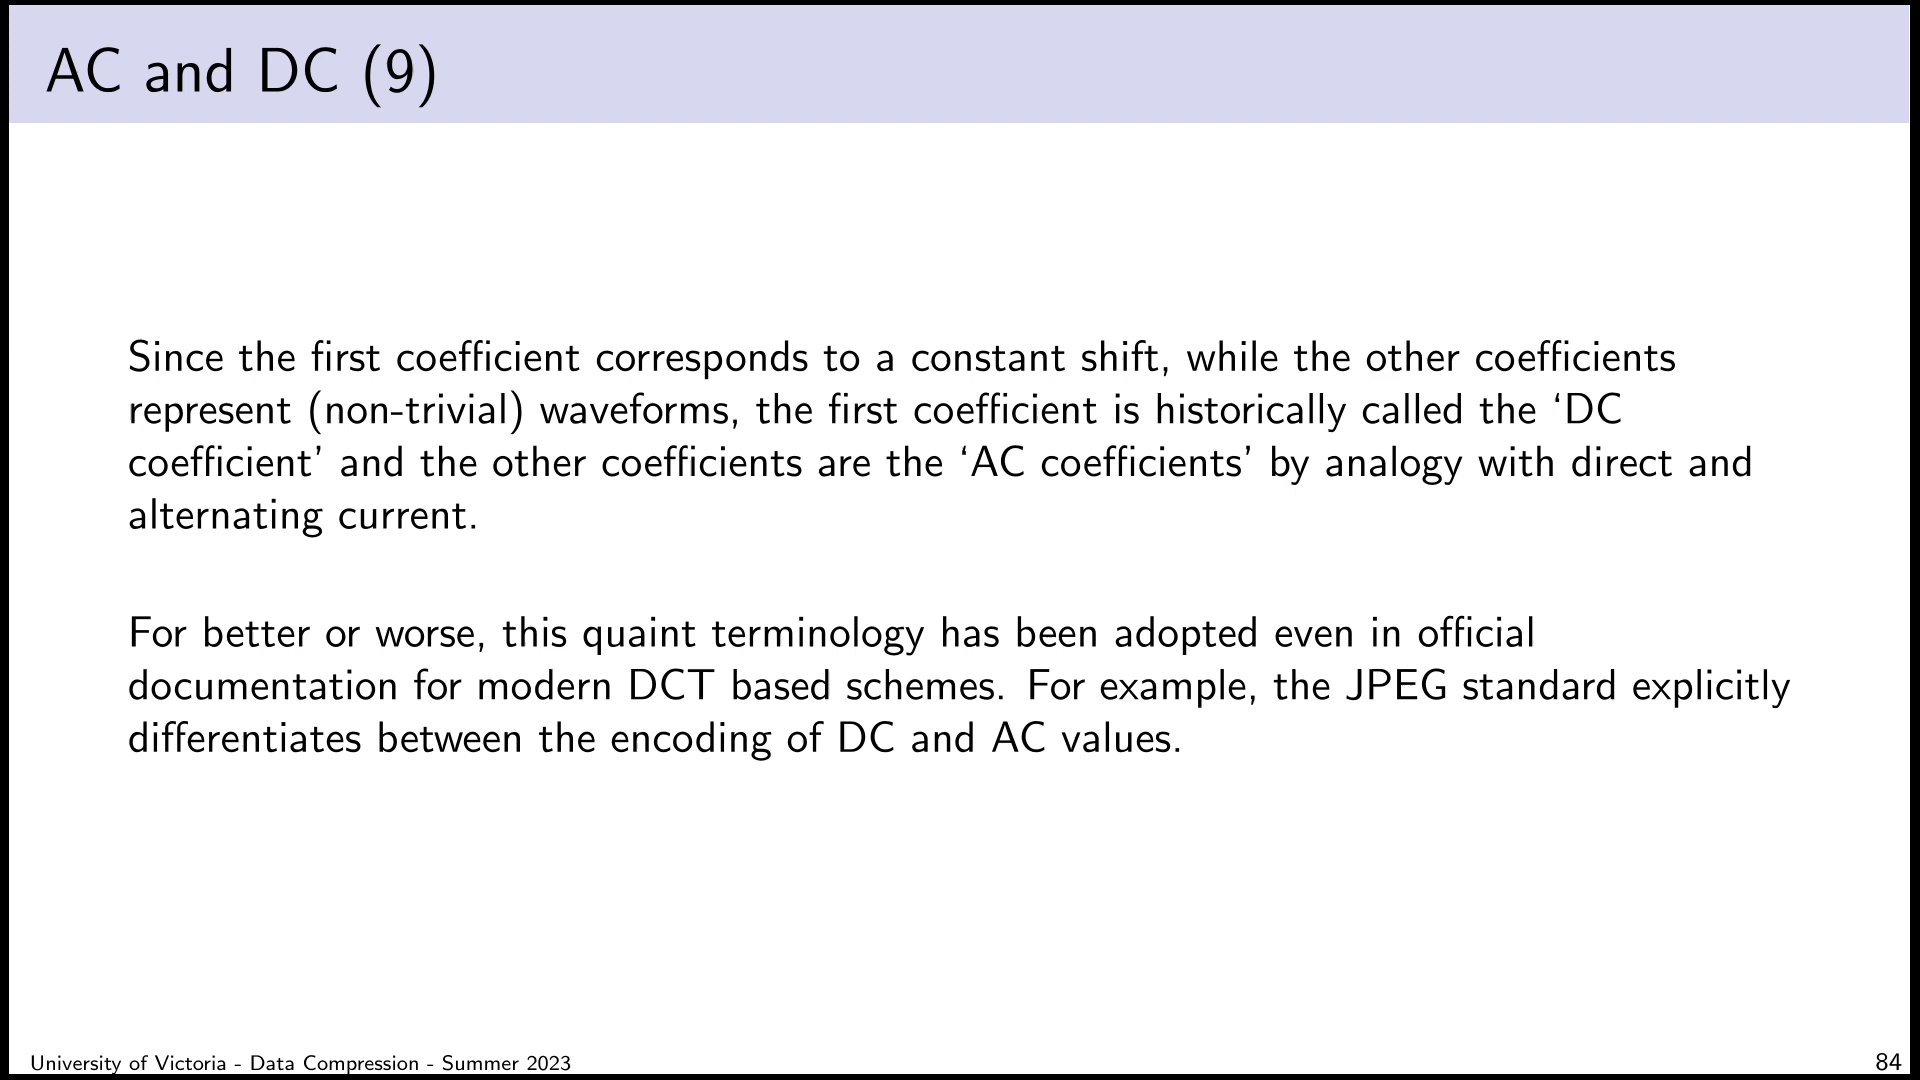 AC and DC (9)
Since the first coefficient corresponds to a constant shift, while the other coefficients
represent (non-trivial) waveforms, the first coefficient is historically called the ‘DC
coefficient’ and the other coefficients are the ‘AC coefficients’ by analogy with direct and
alternating current.
For better or worse, this quaint terminology has been adopted even in official
documentation for modern DCT based schemes. For example, the JPEG standard explicitly
differentiates between the encoding of DC and AC values.
University of Victoria - Data Compression - Summer 2023
84